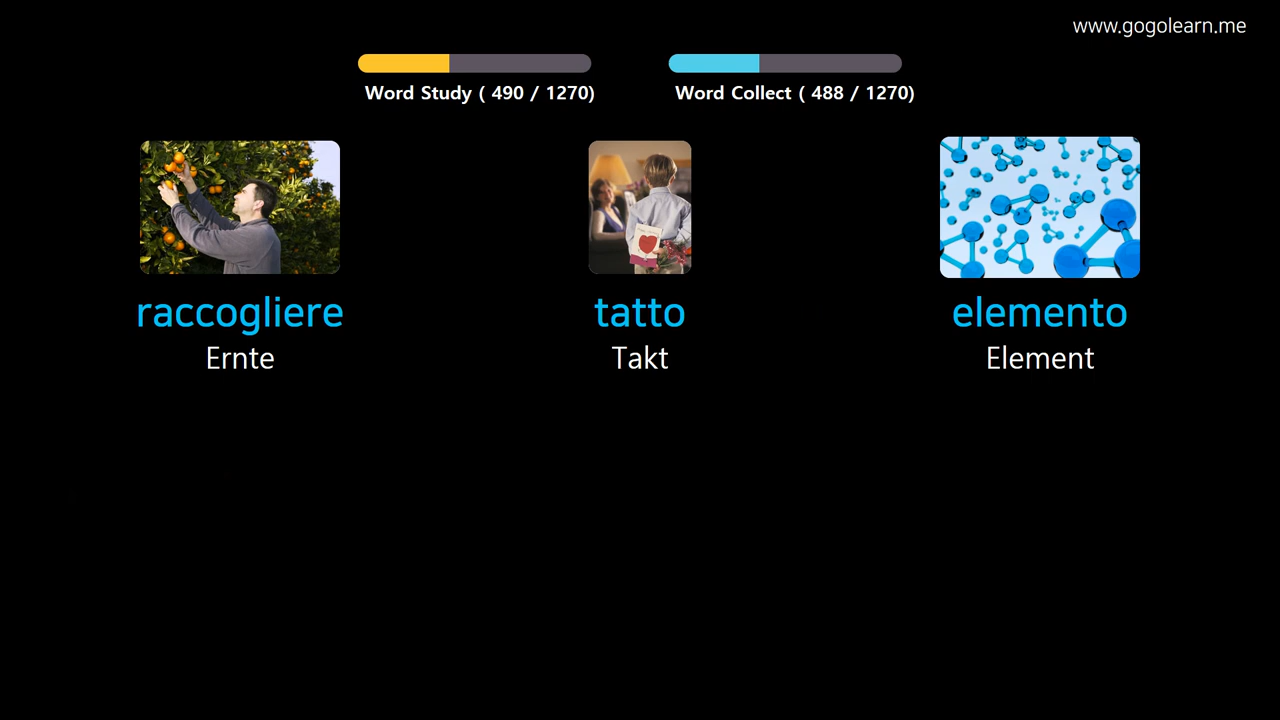 www.gogolearn.me
Word Study ( 490 / 1270)
Word Collect ( 488 / 1270)
raccogliere
Ernte
tatto
Takt
elemento
Element